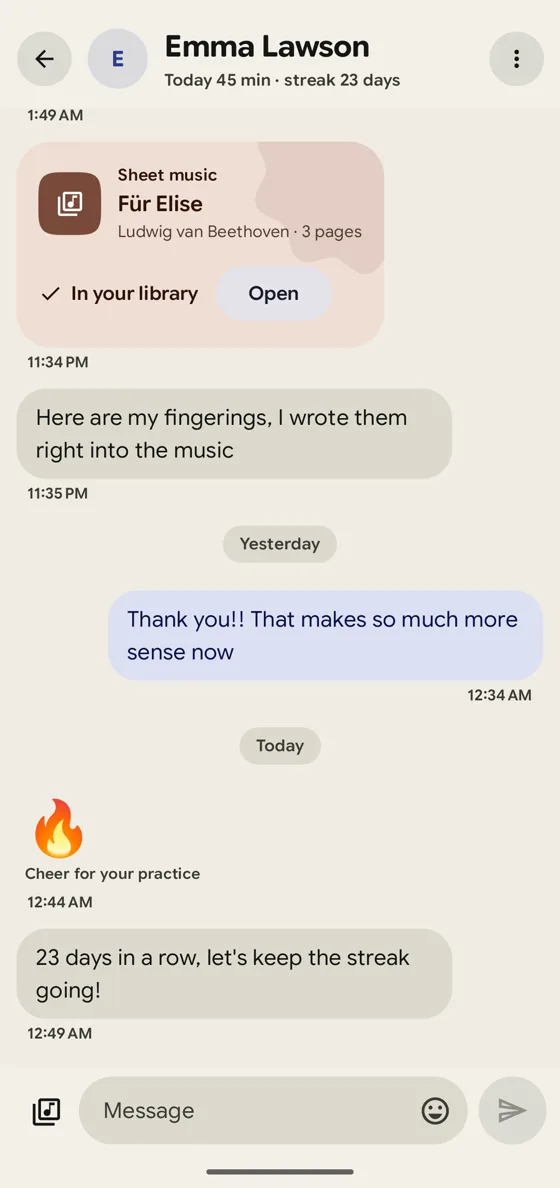 E
Emma Lawson
Today 45 min · streak 23 days
1:49 AM
Sheet music
Für Elise
Ludwig van Beethoven · 3 pages
In your library
Open
11:34 PM
Here are my fingerings, I wrote them
right into the music
11:35 PM
Yesterday
Thank you!! That makes so much more
sense now
12:34 AM
Today
Cheer for your practice
12:44 AM
23 days in a row, let's keep the streak
going!
12:49 AM
Message